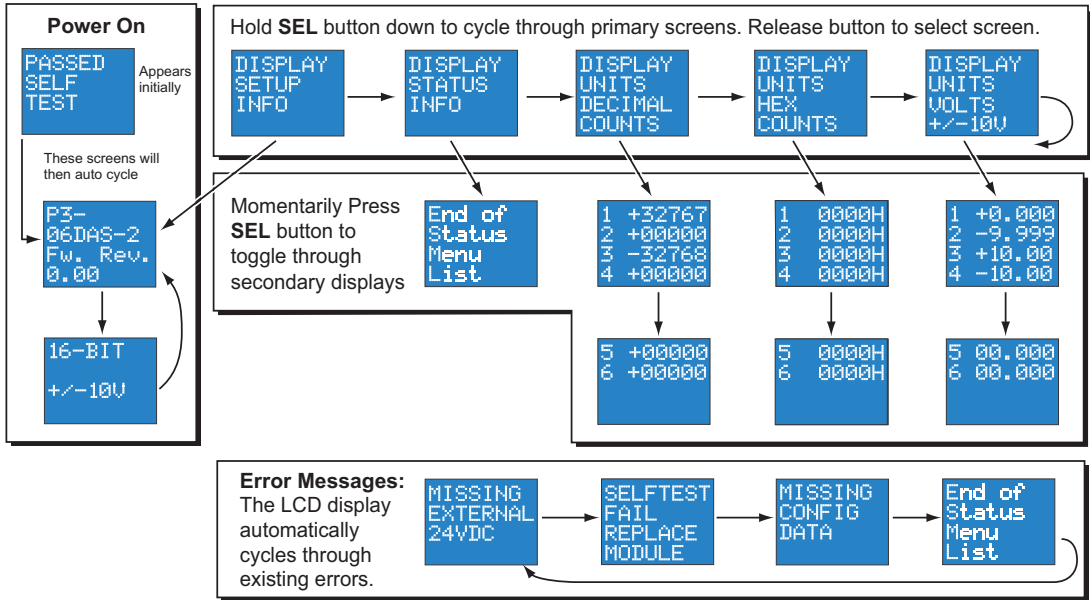 Power On
PASSED
SELF
TEST
Appears
initially
These screens will
then auto cycle
P3-
06DAS-2
Fw. Rev.
0.00
16-BIT
+/-10V
Hold SEL button down to cycle through primary screens. Release button to select screen.
DISPLAY
SETUP
INFO
DISPLAY
STATUS
INFO
DISPLAY
UNITS
DECIMAL
COUNTS
DISPLAY
UNITS
HEX
COUNTS
DISPLAY
UNITS
VOLTS
+/-10V
Momentarily Press
SEL button to
toggle through
secondary displays
End of
Status
Menu
List
1 +32767
2 +00000
3 -32768
4 +00000
1 0000H
2 0000H
3 0000H
4 0000H
1 +0.000
2 -9.999
3 +10.00
4 -10.00
5 +00000
6 +00000
5 0000H
6 0000H
5 00.000
6 00.000
Error Messages:
The LCD display
automatically
cycles through
existing errors.
MISSING
EXTERNAL
24VDC
SELFTEST
FAIL
REPLACE
MODULE
MISSING
CONFIG
DATA
End of
Status
Menu
List